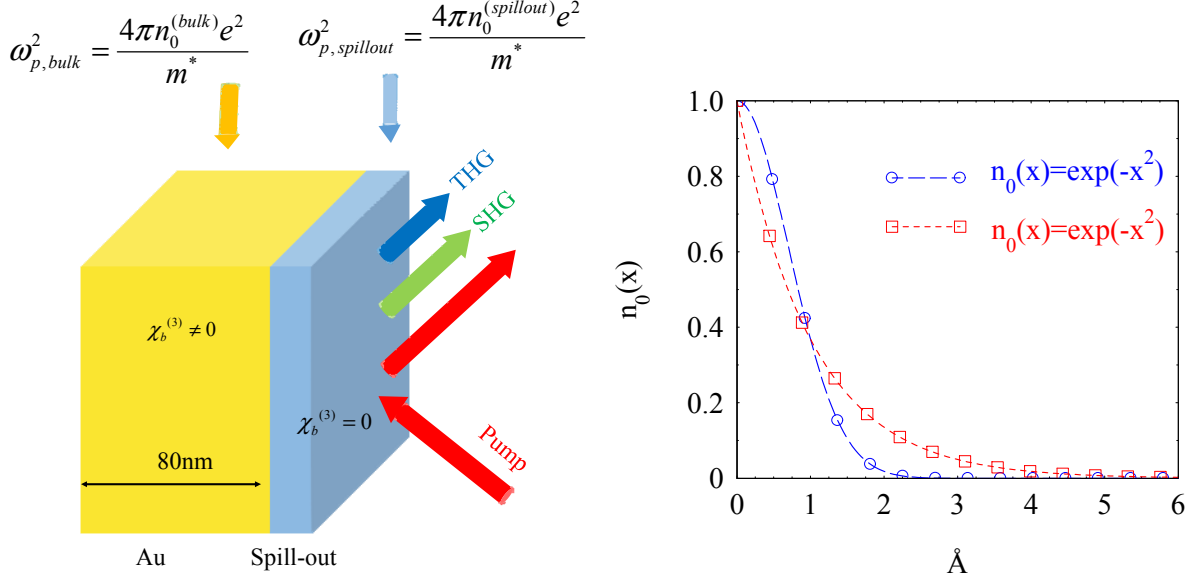 ω²ₚ,bulk = 4πn₀^(bulk)e² / m*
ω²ₚ,spillout = 4πn₀^(spillout)e² / m*
THG
SHG
χ_b^(3) ≠ 0
χ_b^(3) = 0
Pump
80nm
Au
Spill-out
n₀(x)
1.0
0.8
0.6
0.4
0.2
0
n₀(x)=exp(-x²)
n₀(x)=exp(-x²)
0 1 2 3 4 5 6
Å